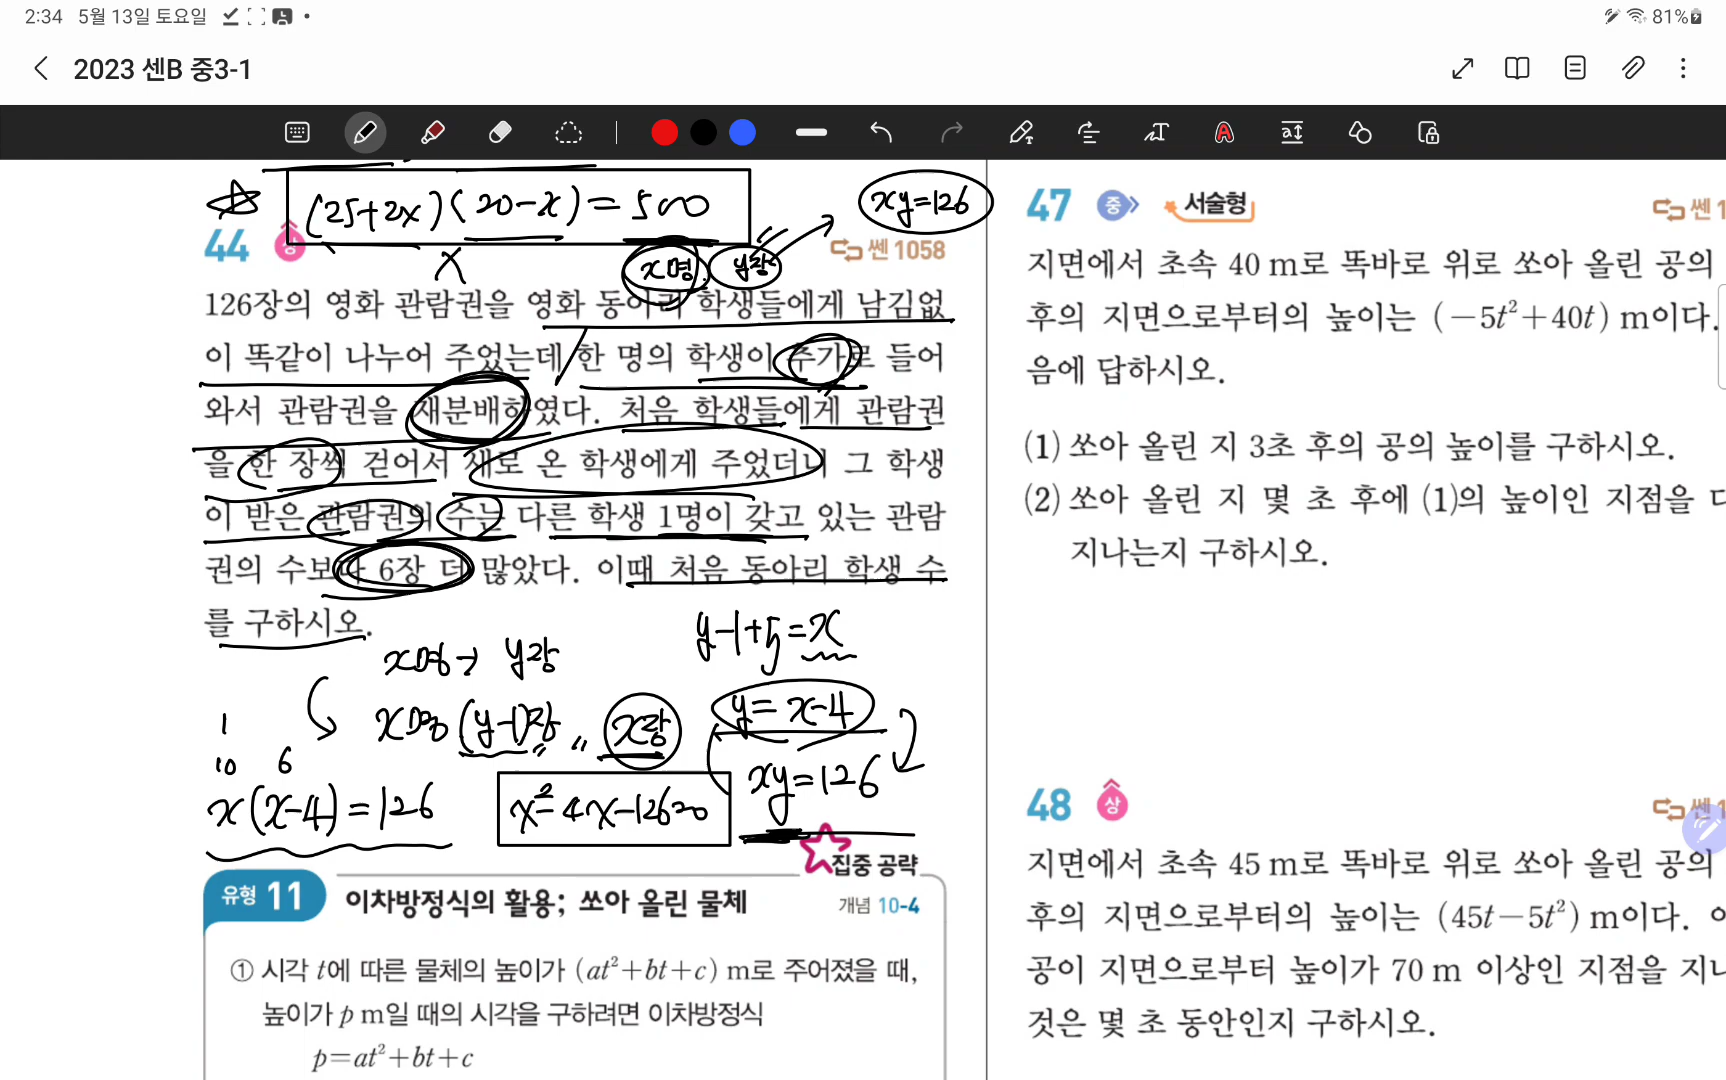 2:34 5월 13일 토요일
81%
2023 센B 중3-1
(25+2x)(20-x)=500
xy=126
44 상
x명 y장
쎈 1058
X
126장의 영화 관람권을 영화 동아리 학생들에게 남김없
이 똑같이 나누어 주었는데 한 명의 학생이 추가로 들어
와서 관람권을 재분배하였다. 처음 학생들에게 관람권
을 한 장씩 걷어서 새로 온 학생에게 주었더니 그 학생
이 받은 관람권의 수는 다른 학생 1명이 갖고 있는 관람
권의 수보다 6장 더 많았다. 이때 처음 동아리 학생 수
를 구하시오.
y-1+5=x
x명→ y장
x명 (y-1)장 x장
y=x-4
1
10 6
xy=126
x(x-4)=126
x²-4x-126=0
집중 공략
유형 11 이차방정식의 활용; 쏘아 올린 물체
개념 10-4
① 시각 t에 따른 물체의 높이가 (at²+bt+c) m로 주어졌을 때,
높이가 p m일 때의 시각을 구하려면 이차방정식
p=at²+bt+c
47 중 서술형
쎈 1
지면에서 초속 40 m로 똑바로 위로 쏘아 올린 공의
후의 지면으로부터의 높이는 (-5t²+40t) m이다.
음에 답하시오.
(1) 쏘아 올린 지 3초 후의 공의 높이를 구하시오.
(2) 쏘아 올린 지 몇 초 후에 (1)의 높이인 지점을
지나는지 구하시오.
48 상
쎈 1
지면에서 초속 45 m로 똑바로 위로 쏘아 올린 공의
후의 지면으로부터의 높이는 (45t-5t²) m이다.
공이 지면으로부터 높이가 70 m 이상인 지점을
것은 몇 초 동안인지 구하시오.